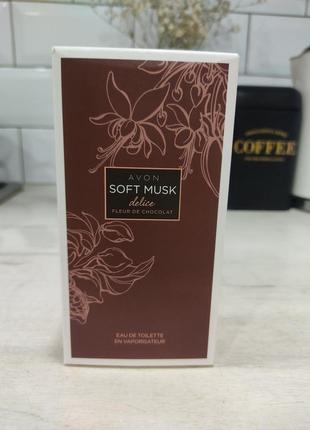 AVON
SOFT MUSK
delice
FLEUR DE CHOCOLAT
EAU DE TOILETTE
EN VAPORISATEUR
COFFEE